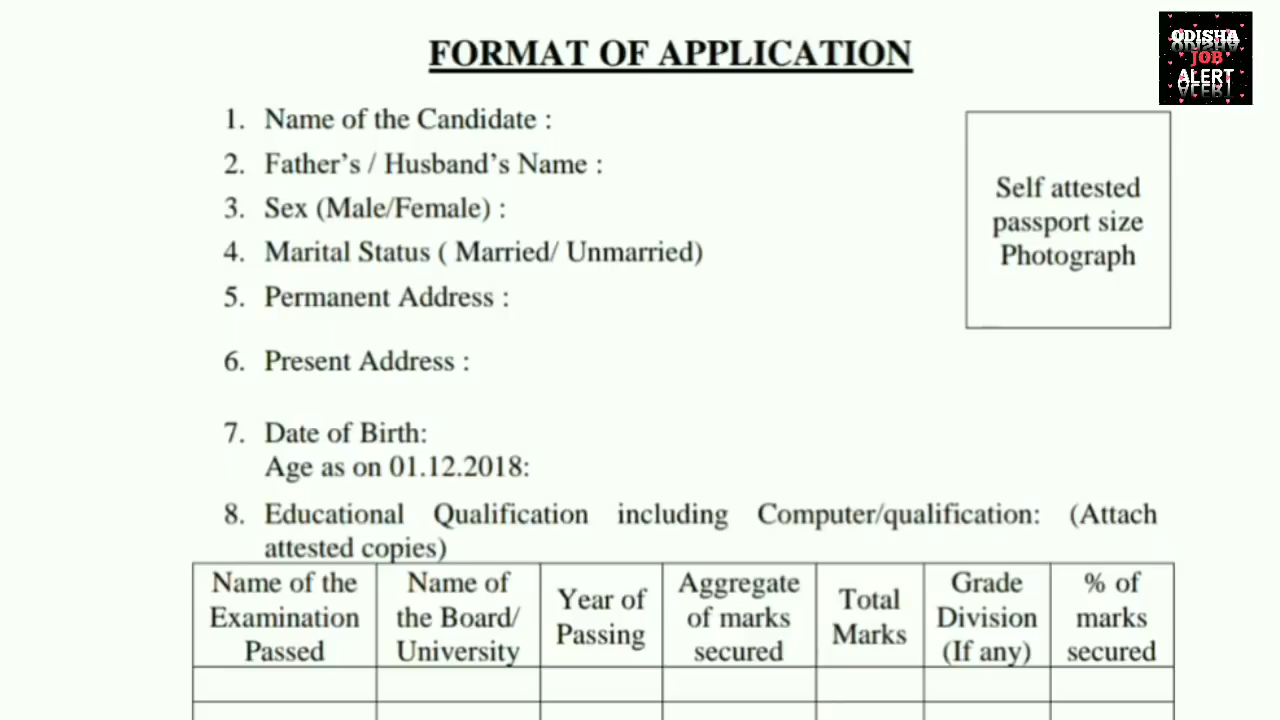 FORMAT OF APPLICATION
ODISHA
JOB
ALERT
1. Name of the Candidate :
2. Father's / Husband's Name :
3. Sex (Male/Female) :
4. Marital Status ( Married/ Unmarried)
5. Permanent Address :
Self attested
passport size
Photograph
6. Present Address :
7. Date of Birth:
Age as on 01.12.2018:
8. Educational Qualification including Computer/qualification: (Attach
attested copies)
Name of the
Examination
Passed
Name of
the Board/
University
Year of
Passing
Aggregate
of marks
secured
Total
Marks
Grade
Division
(If any)
% of
marks
secured